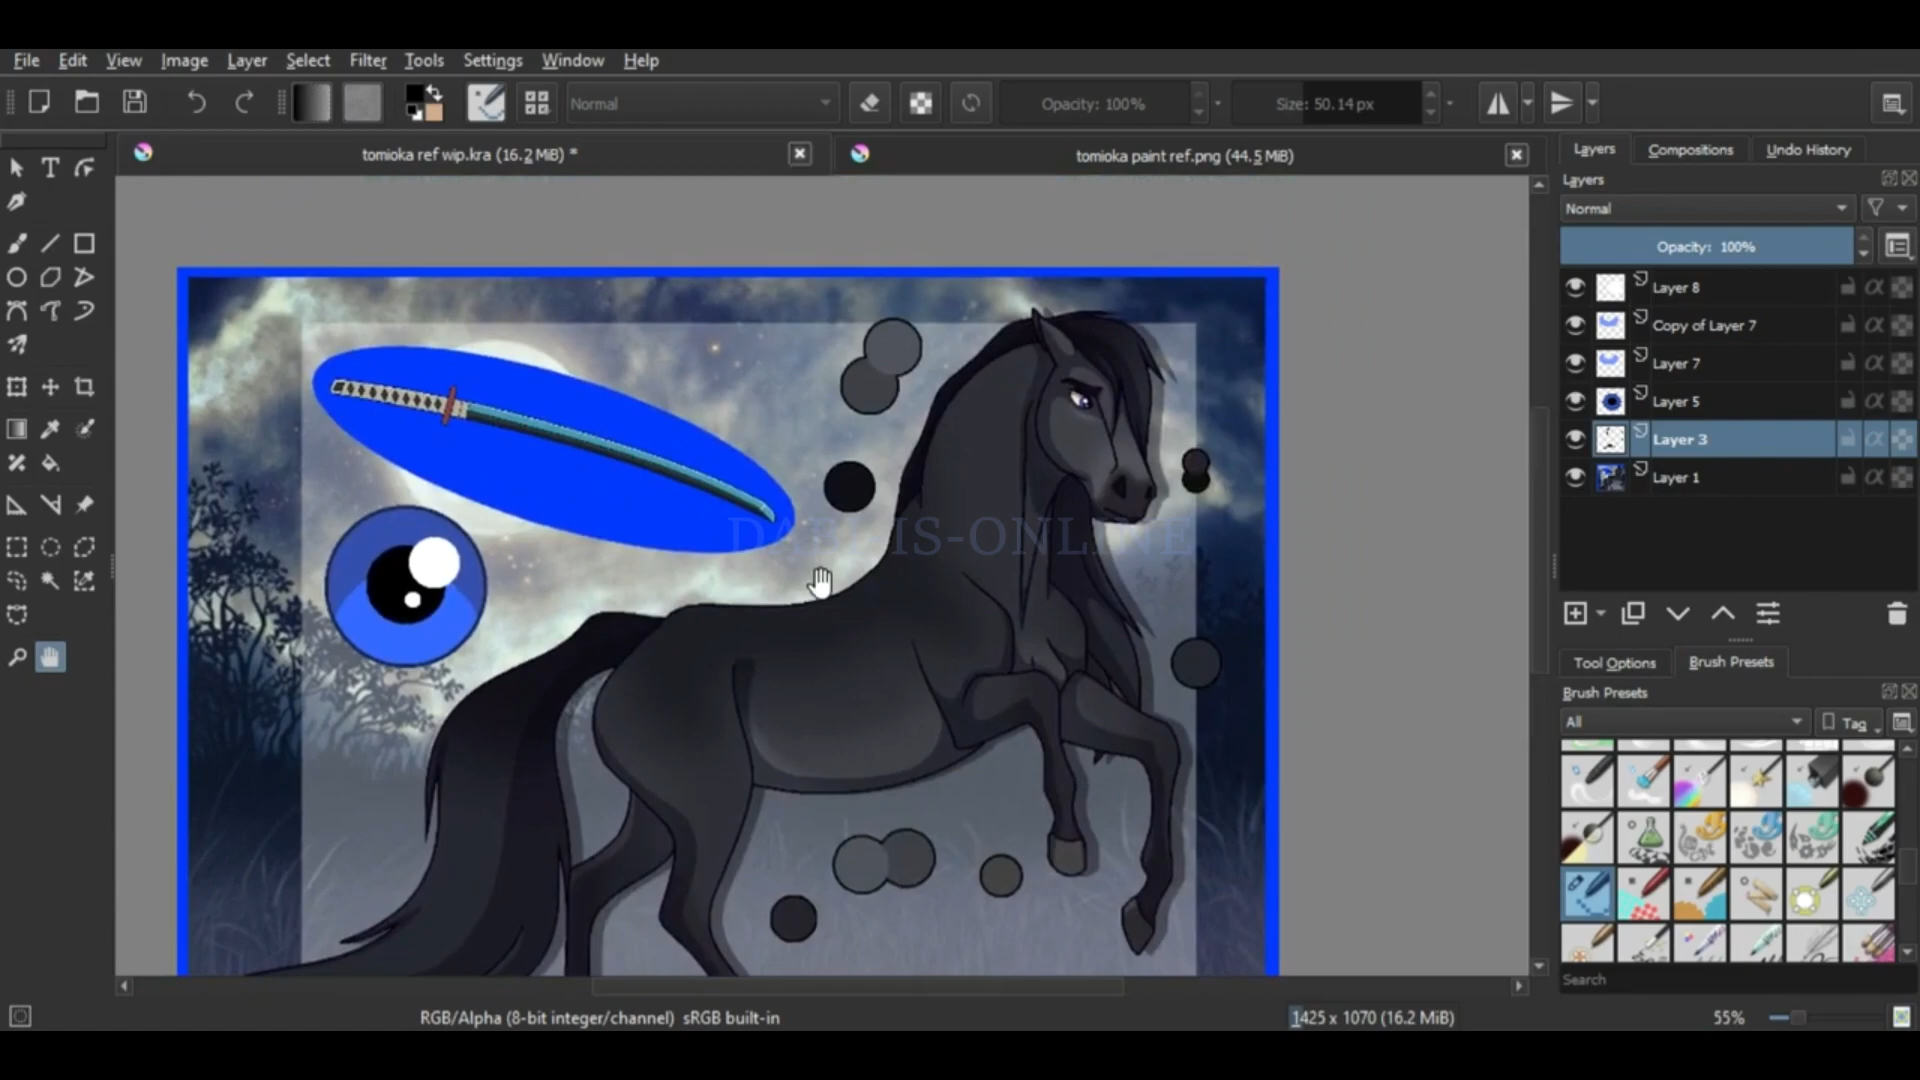 File Edit View Image Layer Select Filter Tools Settings Window Help
Normal Opacity: 100% Size: 50.14 px
tomioka ref wip.kra (16.2 MiB) * tomioka paint ref.png (44.5 MiB)
Layers Compositions Undo History
Layers
Normal
Opacity: 100%
Layer 8
Copy of Layer 7
Layer 7
Layer 5
Layer 3
Layer 1
Tool Options Brush Presets
Brush Presets
All Tag
Search
RGB/Alpha (8-bit integer/channel) sRGB built-in 1425 x 1070 (16.2 MiB) 55%